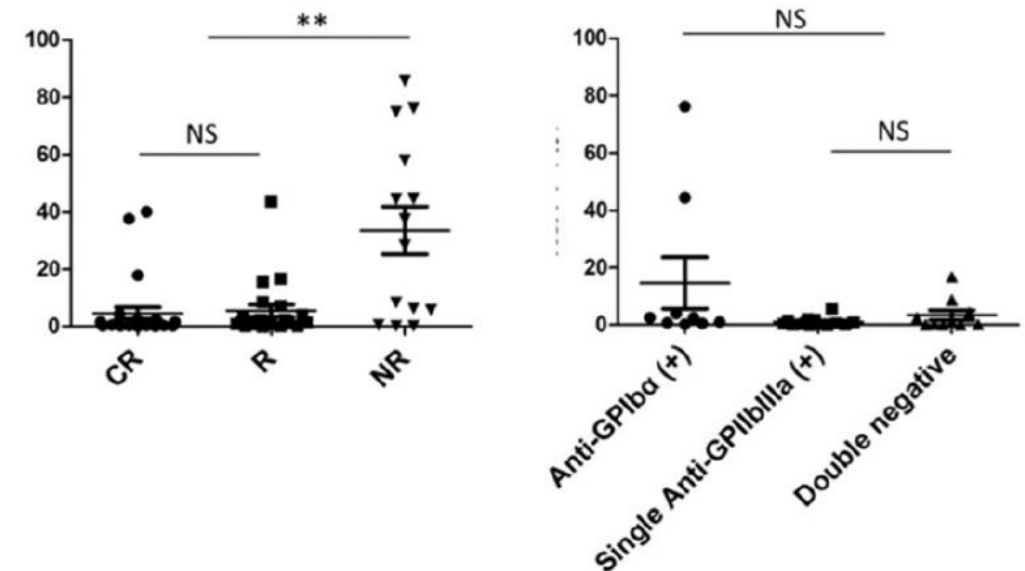 **
NS
100
80
60
40
20
0
CR
R
NR
NS
NS
100
80
60
40
20
0
Anti-GPIbα (+)
Single Anti-GPIIbIIIa (+)
Double negative